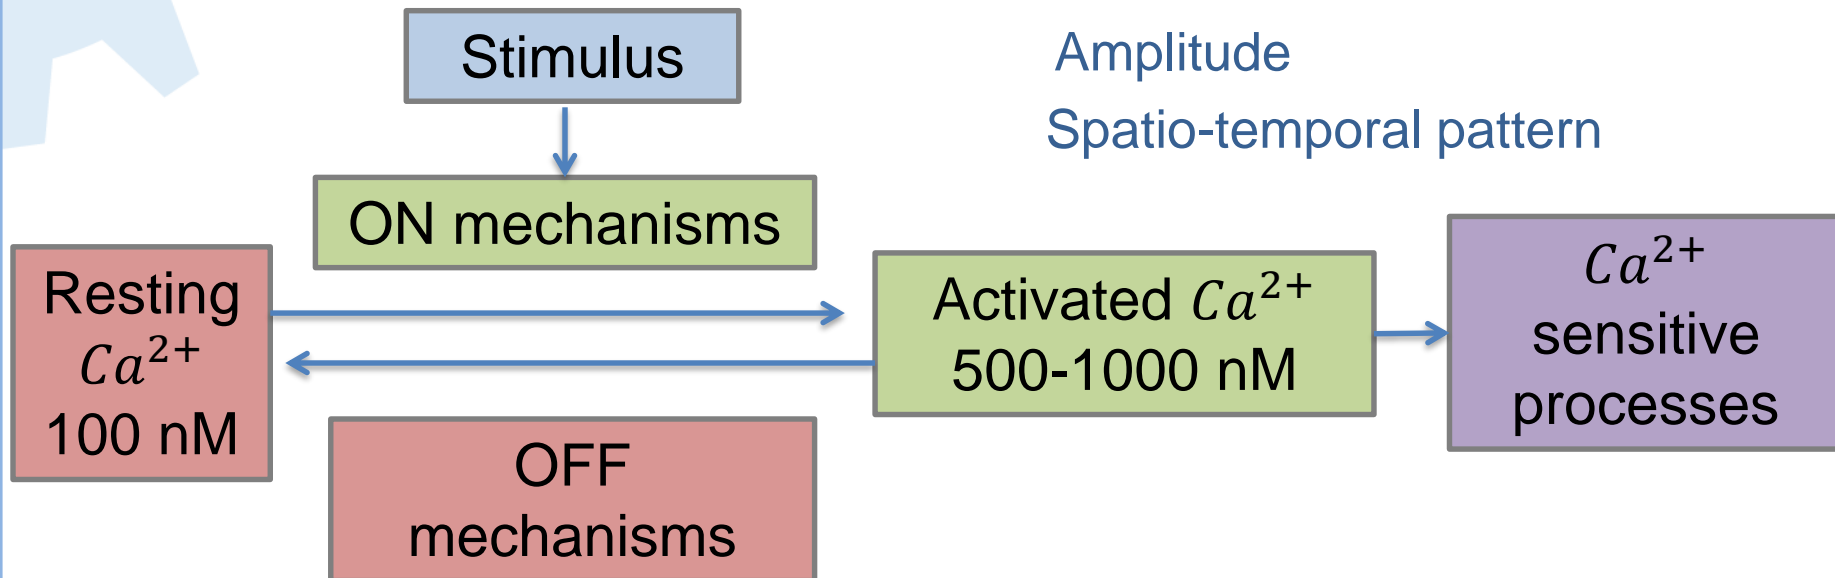 Stimulus
Amplitude
Spatio-temporal pattern
ON mechanisms
Resting
Ca²⁺
100 nM
Activated Ca²⁺
500-1000 nM
Ca²⁺
sensitive
processes
OFF
mechanisms